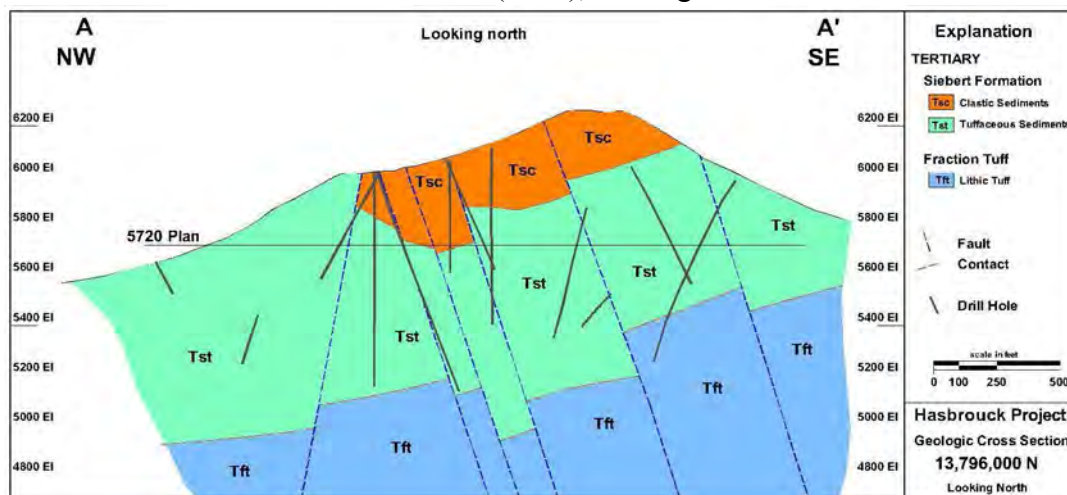 A
NW
Looking north
A'
SE
6200 El
6000 El
5800 El
5600 El
5400 El
5200 El
5000 El
4800 El
5720 Plan
Tsc
Tsc
Tsc
Tst
Tst
Tst
Tst
Tst
Tft
Tft
Tft
Tft
Tft
6200 El
6000 El
5800 El
5600 El
5400 El
5200 El
5000 El
4800 El
Explanation
TERTIARY
Siebert Formation
Tsc Clastic Sediments
Tst Tuffaceous Sediments
Fraction Tuff
Tft Lithic Tuff
Fault
Contact
Drill Hole
scale in feet
0 100 250 500
Hasbrouck Project
Geologic Cross Section
13,796,000 N
Looking North